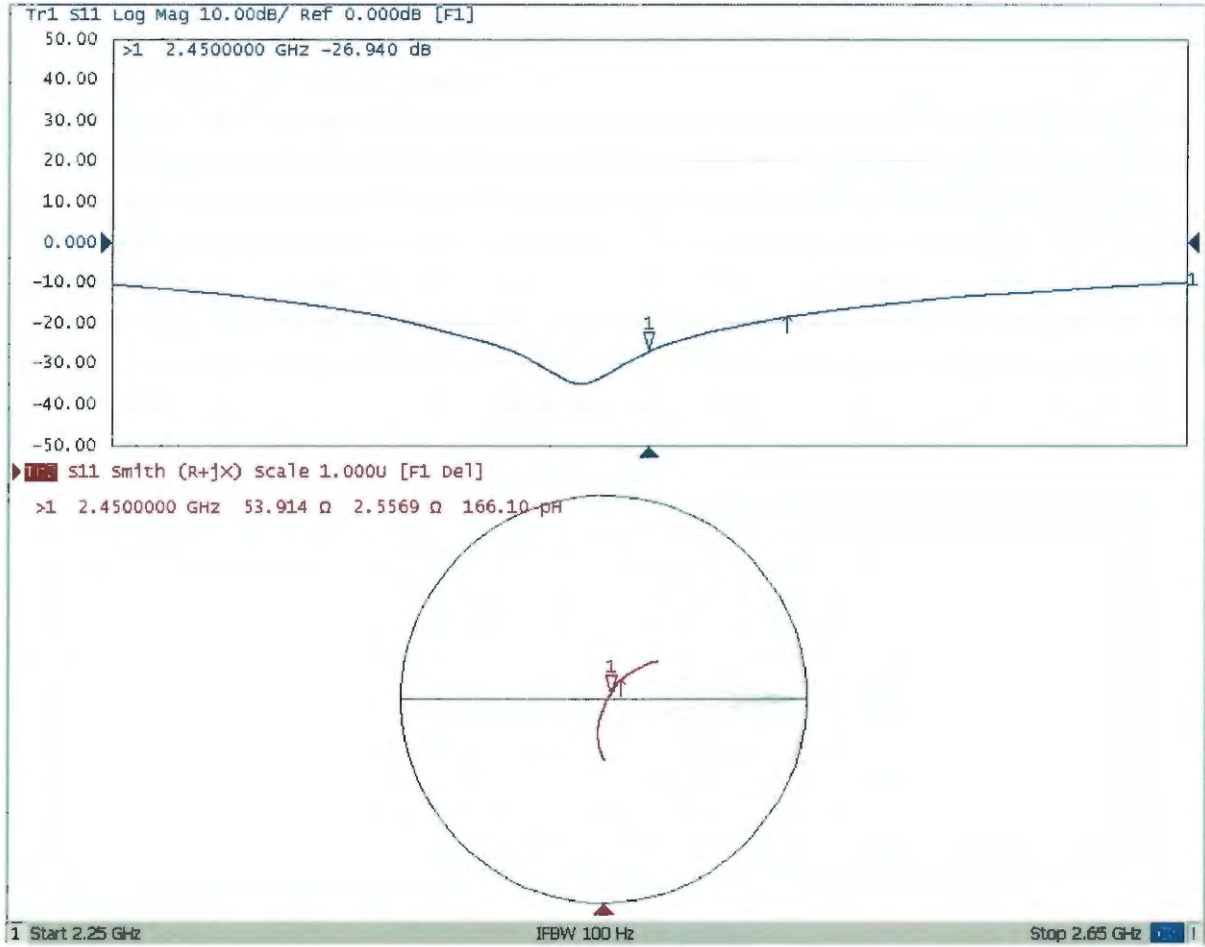 Tr1 S11 Log Mag 10.00dB/ Ref 0.000dB [F1]
50.00
>1 2.4500000 GHz -26.940 dB
40.00
30.00
20.00
10.00
0.000
-10.00
1
-20.00
1
-30.00
-40.00
-50.00
S11 Smith (R+jX) Scale 1.000U [F1 Del]
>1 2.4500000 GHz 53.914 Ω 2.5569 Ω 166.10 pH
1
1 Start 2.25 GHz IFBW 100 Hz Stop 2.65 GHz !